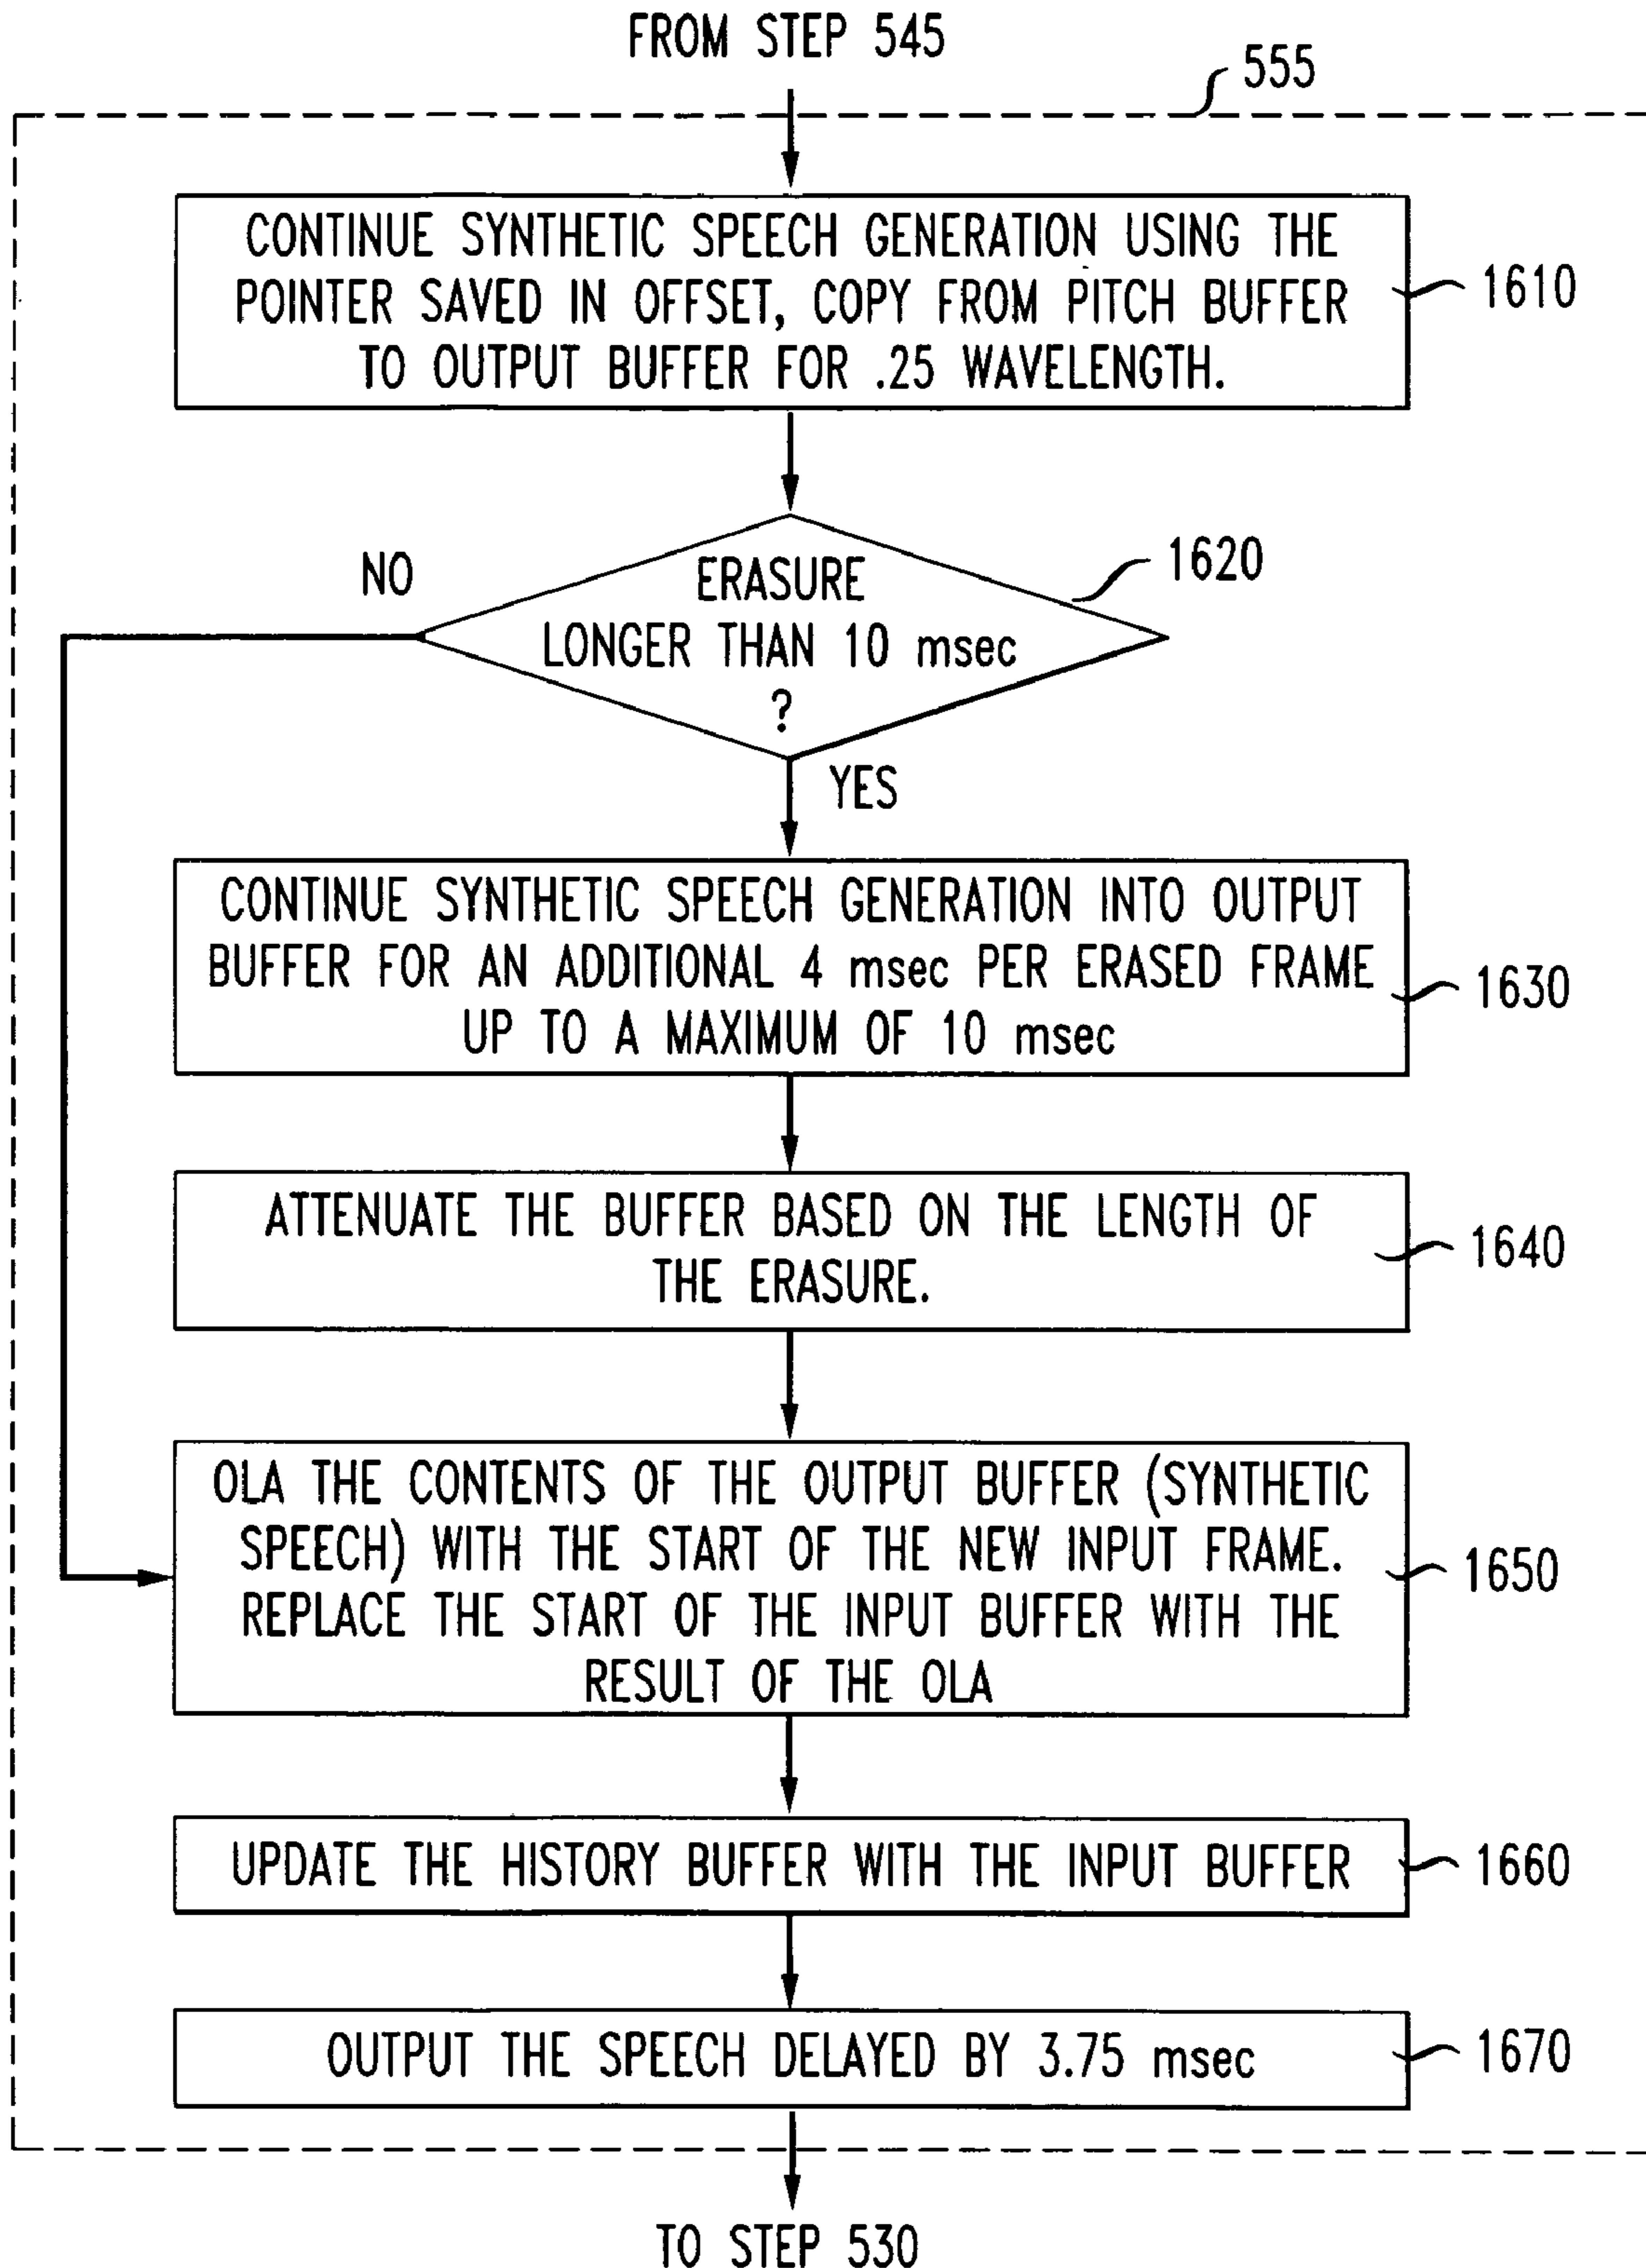 FROM STEP 545
555
CONTINUE SYNTHETIC SPEECH GENERATION USING THE
POINTER SAVED IN OFFSET, COPY FROM PITCH BUFFER
TO OUTPUT BUFFER FOR .25 WAVELENGTH.
1610
NO
ERASURE
LONGER THAN 10 msec
?
1620
YES
CONTINUE SYNTHETIC SPEECH GENERATION INTO OUTPUT
BUFFER FOR AN ADDITIONAL 4 msec PER ERASED FRAME
UP TO A MAXIMUM OF 10 msec
1630
ATTENUATE THE BUFFER BASED ON THE LENGTH OF
THE ERASURE.
1640
OLA THE CONTENTS OF THE OUTPUT BUFFER (SYNTHETIC
SPEECH) WITH THE START OF THE NEW INPUT FRAME.
REPLACE THE START OF THE INPUT BUFFER WITH THE
RESULT OF THE OLA
1650
UPDATE THE HISTORY BUFFER WITH THE INPUT BUFFER
1660
OUTPUT THE SPEECH DELAYED BY 3.75 msec
1670
TO STEP 530